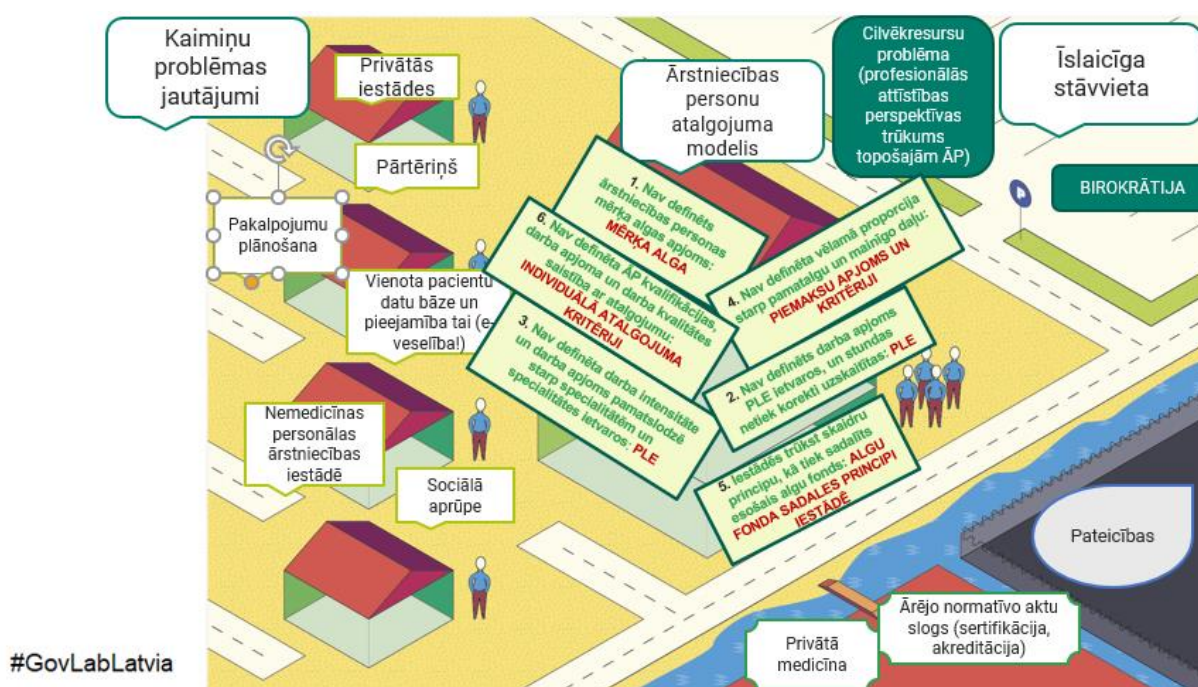 Kaimiņu
problēmas
jautājumi
Privātās
iestādes
Pārtēriņš
Pakalpojumu
plānošana
Vienota pacientu
datu bāze un
pieejamība tai (e-
veselība!)
Nemedicīnas
personālas
ārstniecības
iestādē
Sociālā
aprūpe
Ārstniecības
personu
atalgojuma
modelis
Cilvēkresursu
problēma
(profesionālās
attīstības
perspektīvas
trūkums
topošajām ĀP)
Īslaicīga
stāvvieta
BIROKRĀTIJA
1. Nav definēts
ārstniecības personas
mērķa algas apjoms:
MĒRĶA ALGA
6. Nav definēta ĀP kvalifikācijas,
darba apjoma un darba kvalitātes
saistība ar atalgojumu:
INDIVIDUĀLĀ ATALGOJUMA
KRITĒRIJI
3. Nav definēta darba intensitāte
un darba apjoms pamatslodzē
starp specialitātēm un
specialitātes ietvaros: PLE
4. Nav definēta vēlamā proporcija
starp pamatalgu un mainīgo daļu:
PIEMAKSU APJOMS UN
KRITĒRIJI
2. Nav definēts darba apjoms
PLE ietvaros, un stundas
netiek korekti uzskaitītas: PLE
5. Iestādēs trūkst skaidru
principu, kā tiek sadalīts
esošais algu fonds: ALGU
FONDA SADALES PRINCIPI
IESTĀDĒ
Pateicības
Ārējo normatīvo aktu
slogs (sertifikācija,
akreditācija)
Privātā
medicīna
#GovLabLatvia